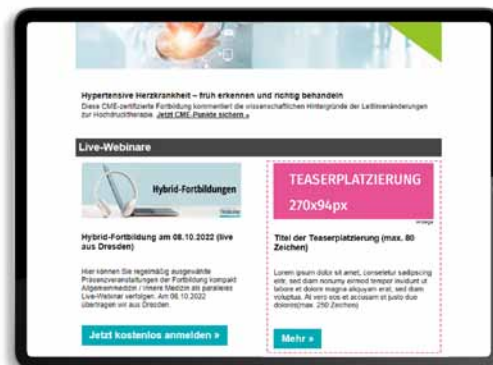 Hypertensive Herzkrankheit – früh erkennen und richtig behandeln
Diese CME-zertifizierte Fortbildung kommentiert die wissenschaftlichen Hintergründe der Leitlinienänderungen
zur Hochdrucktherapie. Jetzt CME-Punkte sichern »
Live-Webinare
Hybrid-Fortbildungen
Hybrid-Fortbildung am 08.10.2022 (live
aus Dresden)
Hier können Sie regelmäßig ausgewählte
Präsenzveranstaltungen der Fortbildung kompakt
Allgemeinmedizin / Innere Medizin als paralleles
Live-Webinar verfolgen. Am 08.10.2022
übertragen wir aus Dresden.
Jetzt kostenlos anmelden »
TEASERPLATZIERUNG
270x94px
Anzeige
Titel der Teaserplatzierung (max. 80
Zeichen)
Lorem ipsum dolor sit amet, consetetur sadipscing
elitr, sed diam nonumy eirmod tempor invidunt ut
labore et dolore magna aliquyam erat, sed diam
voluptua. At vero eos et accusam et justo duo
dolores(max. 250 Zeichen)
Mehr »